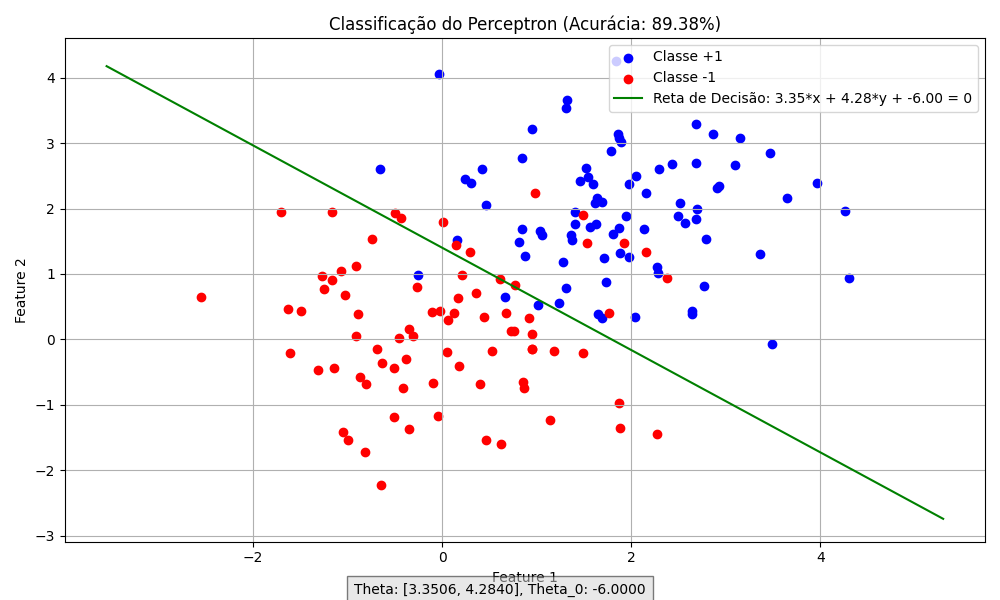 Classificação do Perceptron (Acurácia: 89.38%)
Classe +1
Classe -1
Reta de Decisão: 3.35*x + 4.28*y + -6.00 = 0
Feature 2
4
3
2
1
0
−1
−2
−3
−2
0
2
4
Feature 1
Theta: [3.3506, 4.2840], Theta_0: -6.0000